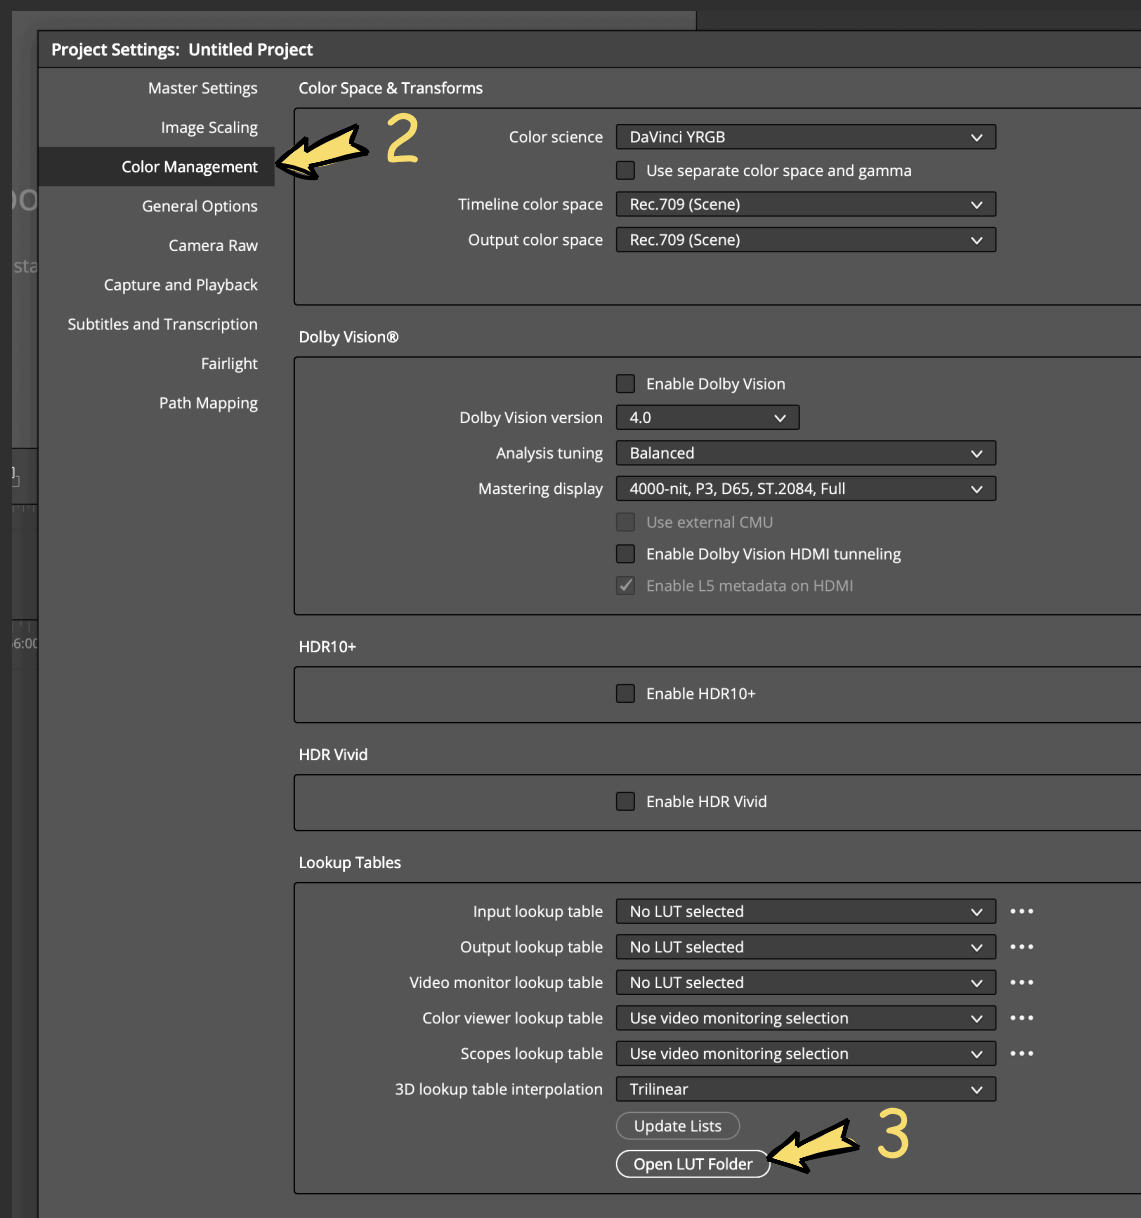 Project Settings: Untitled Project
Master Settings
Image Scaling
Color Management
General Options
Camera Raw
Capture and Playback
Subtitles and Transcription
Fairlight
Path Mapping
2
Color Space & Transforms
Color science DaVinci YRGB
Use separate color space and gamma
Timeline color space Rec.709 (Scene)
Output color space Rec.709 (Scene)
Dolby Vision®
Enable Dolby Vision
Dolby Vision version 4.0
Analysis tuning Balanced
Mastering display 4000-nit, P3, D65, ST.2084, Full
Use external CMU
Enable Dolby Vision HDMI tunneling
Enable L5 metadata on HDMI
HDR10+
Enable HDR10+
HDR Vivid
Enable HDR Vivid
Lookup Tables
Input lookup table No LUT selected
Output lookup table No LUT selected
Video monitor lookup table No LUT selected
Color viewer lookup table Use video monitoring selection
Scopes lookup table Use video monitoring selection
3D lookup table interpolation Trilinear
Update Lists
Open LUT Folder
3